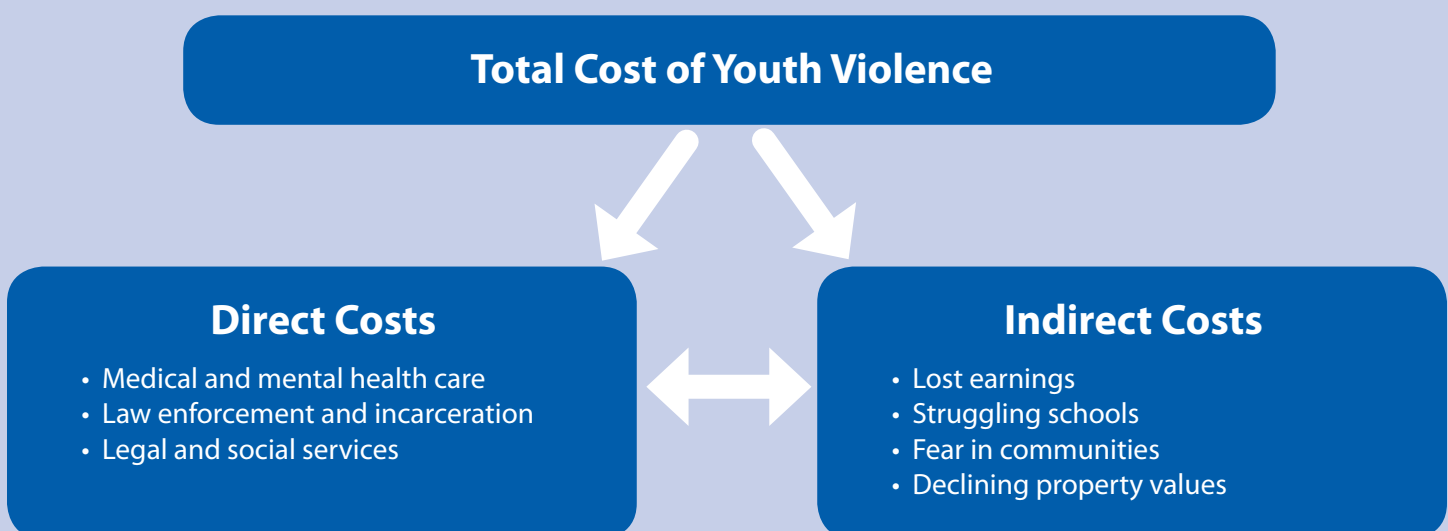 Total Cost of Youth Violence
Direct Costs
• Medical and mental health care
• Law enforcement and incarceration
• Legal and social services
Indirect Costs
• Lost earnings
• Struggling schools
• Fear in communities
• Declining property values